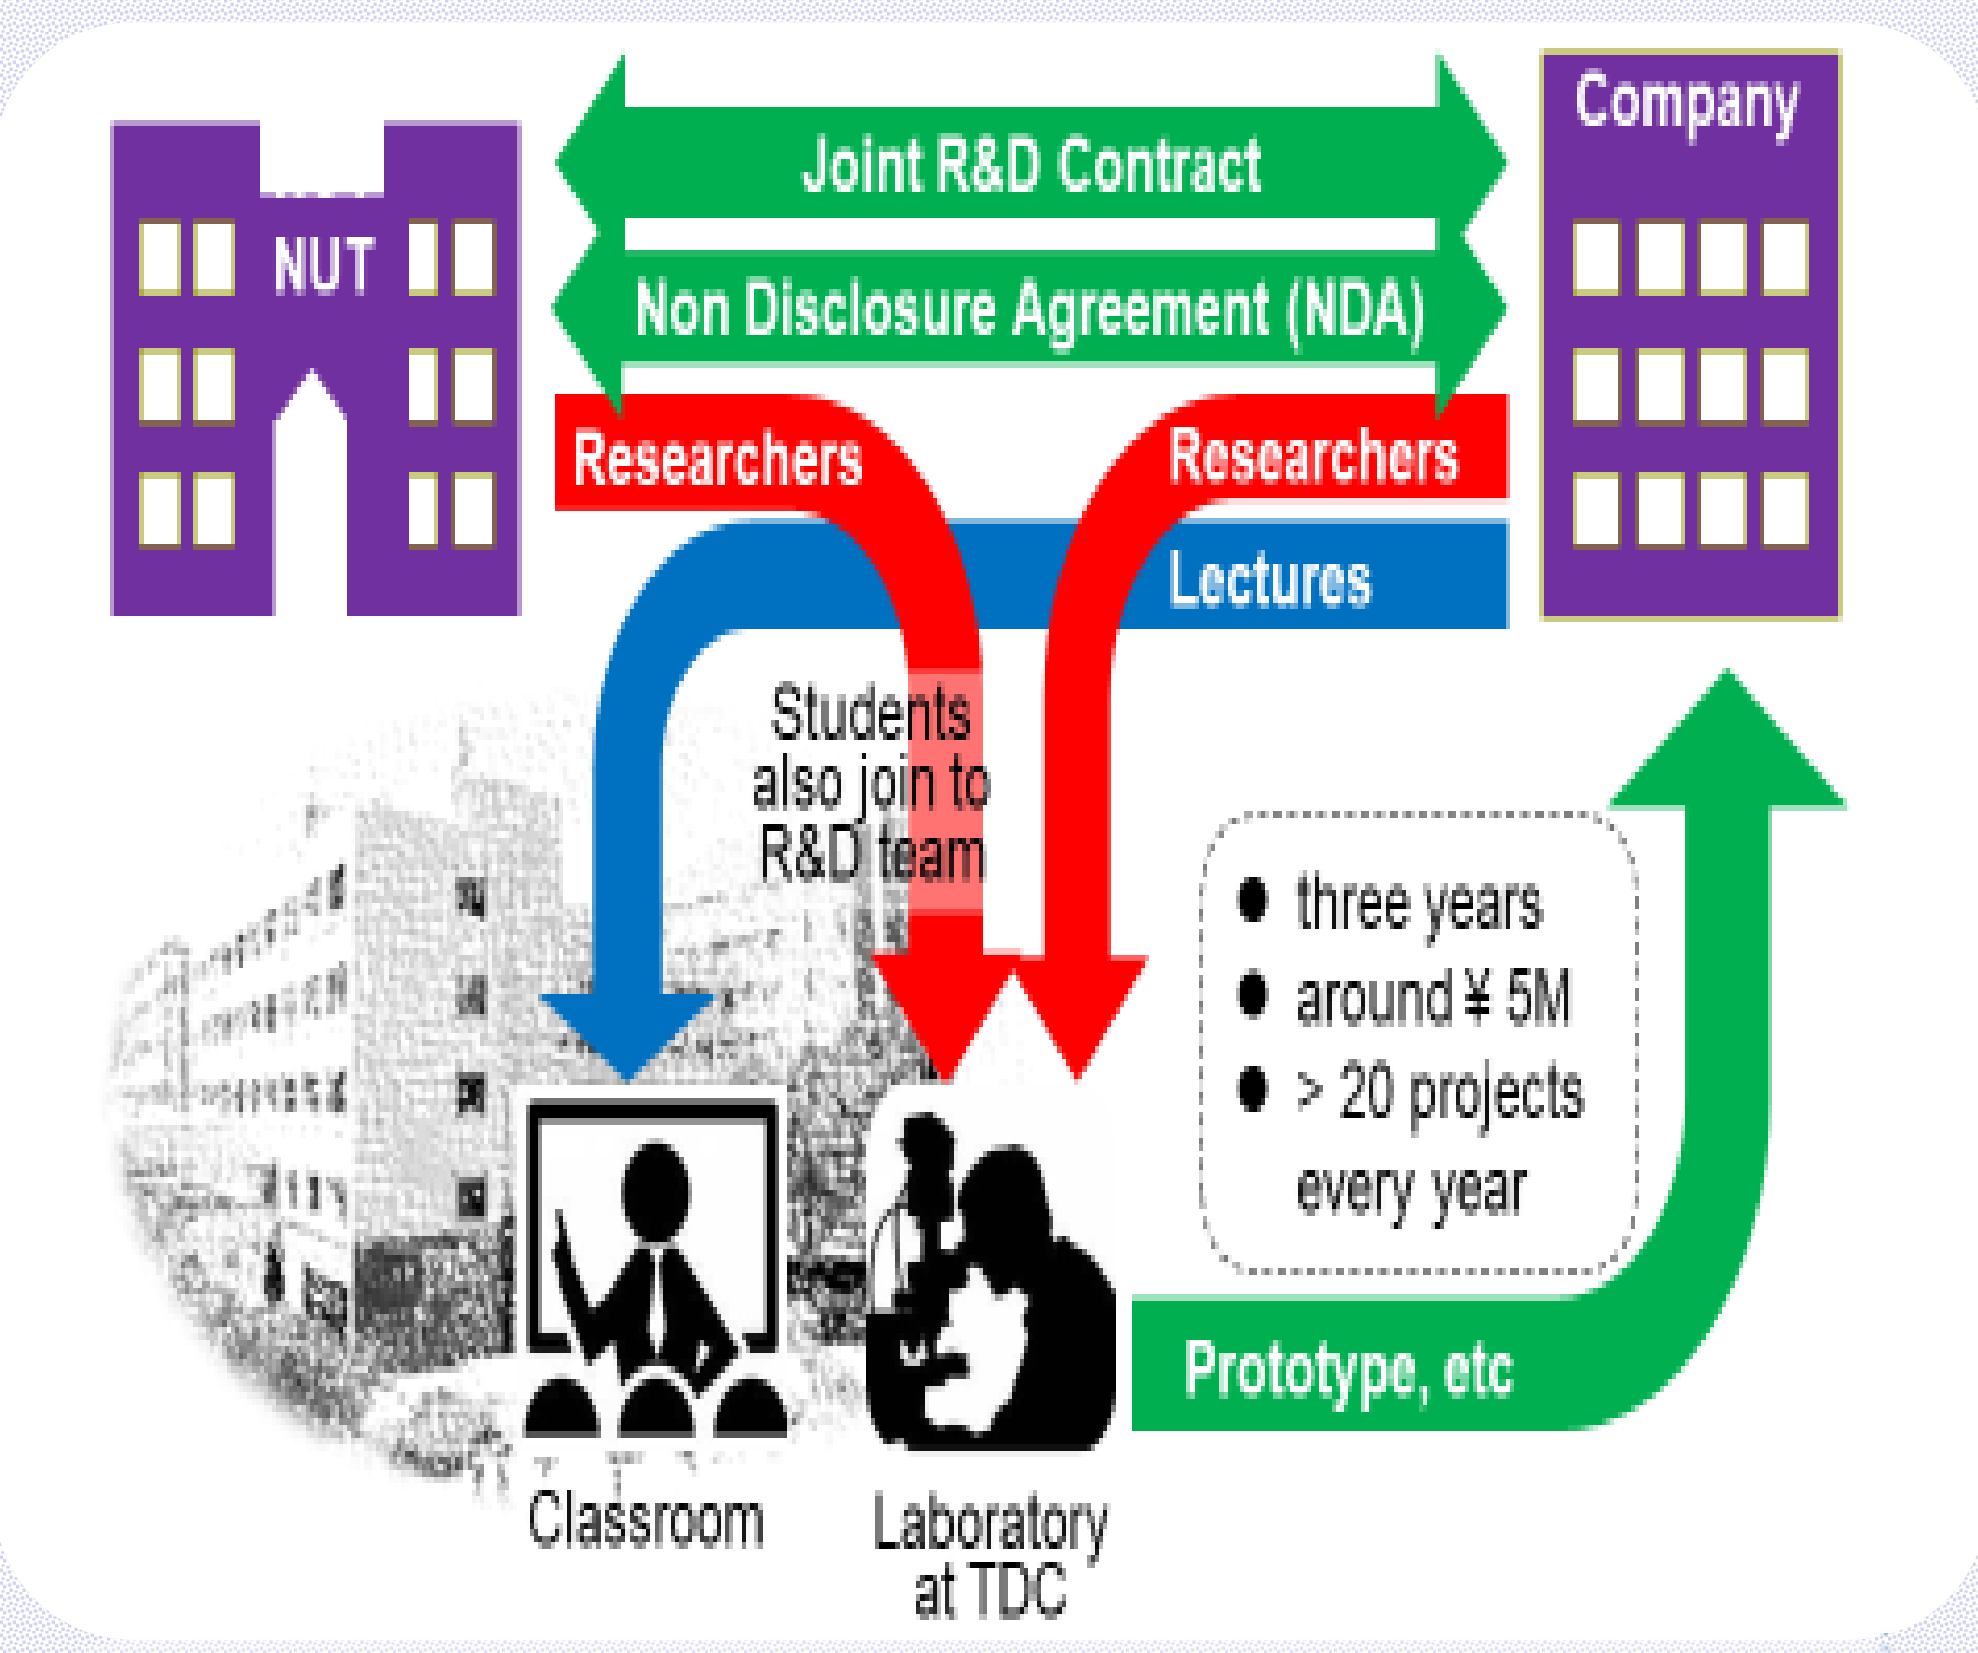 Company
NUT
Joint R&D Contract
Non Disclosure Agreement (NDA)
Researchers
Researchers
Lectures
Students
also join to
R&D team
● three years
● around ¥ 5M
● > 20 projects
every year
Prototype, etc
Classroom
Laboratory
at TDC